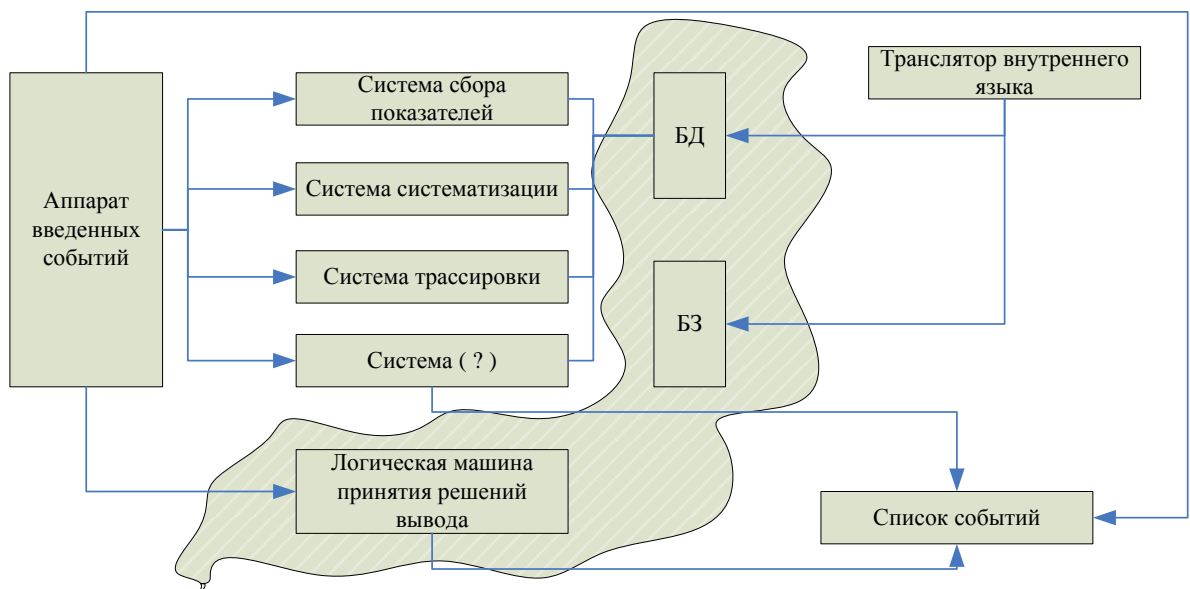 Аппарат
введенных
событий
Система сбора
показателей
Система систематизации
Система трассировки
Система ( ? )
Логическая машина
принятия решений
вывода
БД
БЗ
Транслятор внутреннего
языка
Список событий